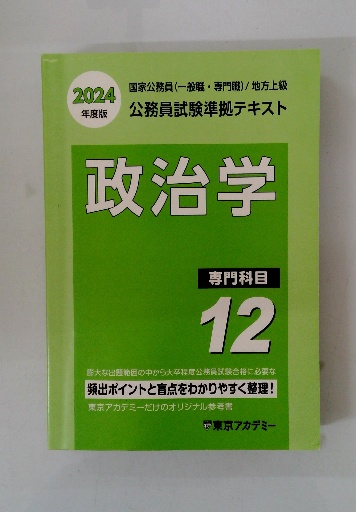 2024
年度版
国家公務員(一般職・専門職)/地方上級
公務員試験準拠テキスト
政治学
専門科目
12
膨大な出題範囲の中から大卒程度公務員試験合格に必要な
頻出ポイントと盲点をわかりやすく整理!
東京アカデミーだけのオリジナル参考書
東京アカデミー